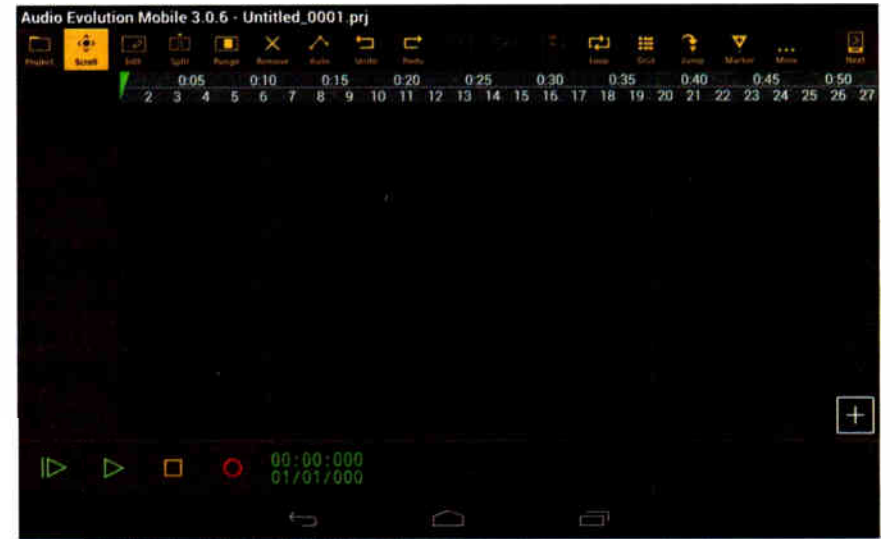 Audio Evolution Mobile 3.0.6 - Untitled_0001.prj
Project Scroll Edit Split Range Remove Auto Undo Redo Loop Grid Jump Marker More Next
0:05 0:10 0:15 0:20 0:25 0:30 0:35 0:40 0:45 0:50
2 3 4 5 6 7 8 9 10 11 12 13 14 15 16 17 18 19 20 21 22 23 24 25 26 27
00:00:000
01/01/000